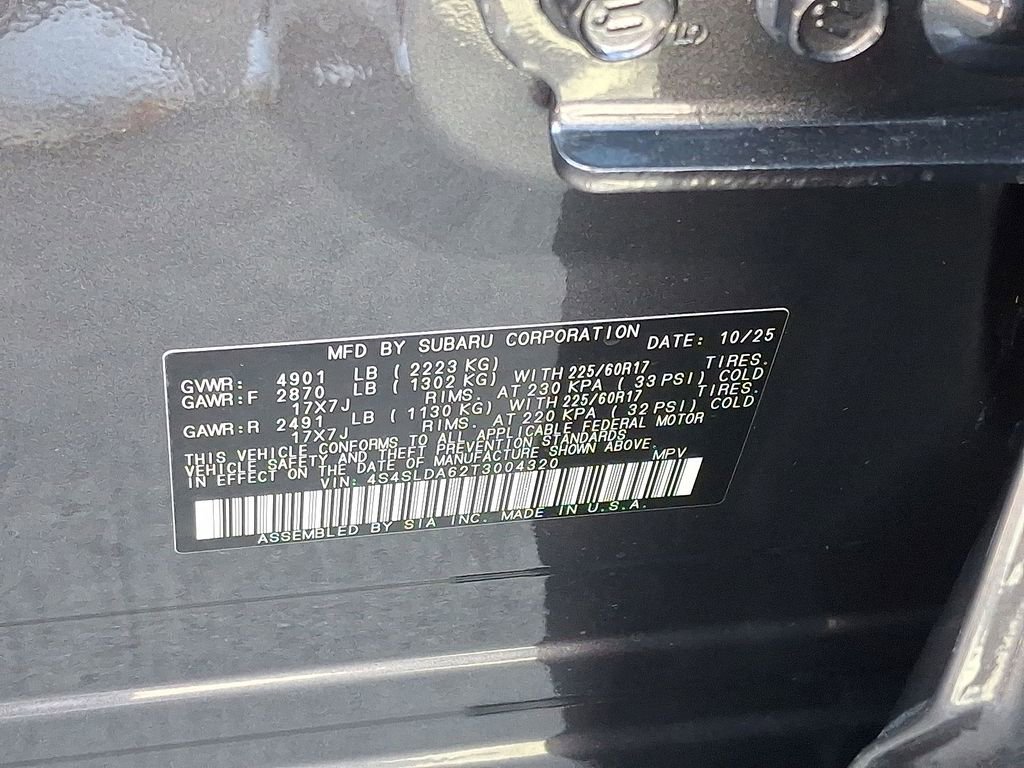 MFD BY SUBARU CORPORATION DATE: 10/25
GVWR: 4901 LB ( 2223 KG)
GAWR:F 2870 LB ( 1302 KG) WITH 225/60R17 TIRES.
17X7J RIMS. AT 230 KPA ( 33 PSI) COLD
GAWR:R 2491 LB ( 1130 KG) WITH 225/60R17 TIRES.
17X7J RIMS. AT 220 KPA ( 32 PSI) COLD
THIS VEHICLE CONFORMS TO ALL APPLICABLE FEDERAL MOTOR
VEHICLE SAFETY AND THEFT PREVENTION STANDARDS
IN EFFECT ON THE DATE OF MANUFACTURE SHOWN ABOVE.
VIN: 4S4SLDA62T3004320 MPV
ASSEMBLED BY SIA INC. MADE IN U.S.A.